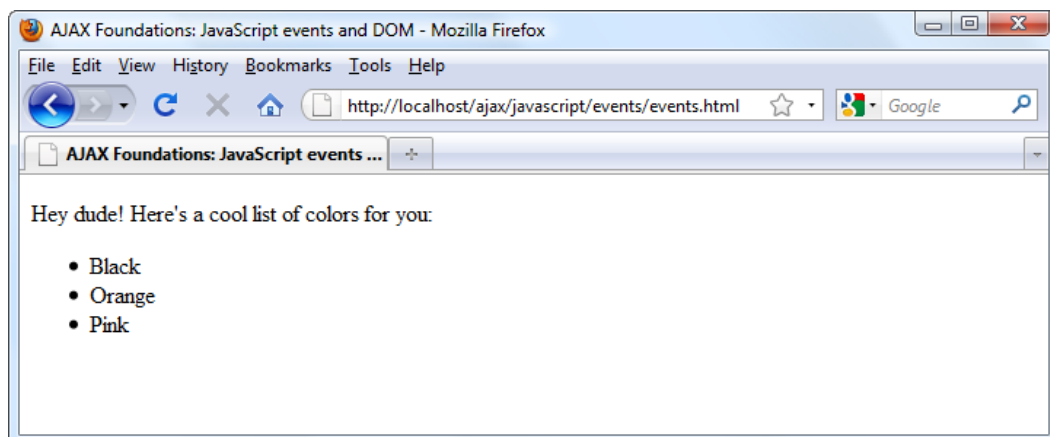 AJAX Foundations: JavaScript events and DOM - Mozilla Firefox
File Edit View History Bookmarks Tools Help
http://localhost/ajax/javascript/events/events.html Google
AJAX Foundations: JavaScript events ...
Hey dude! Here's a cool list of colors for you:
• Black
• Orange
• Pink